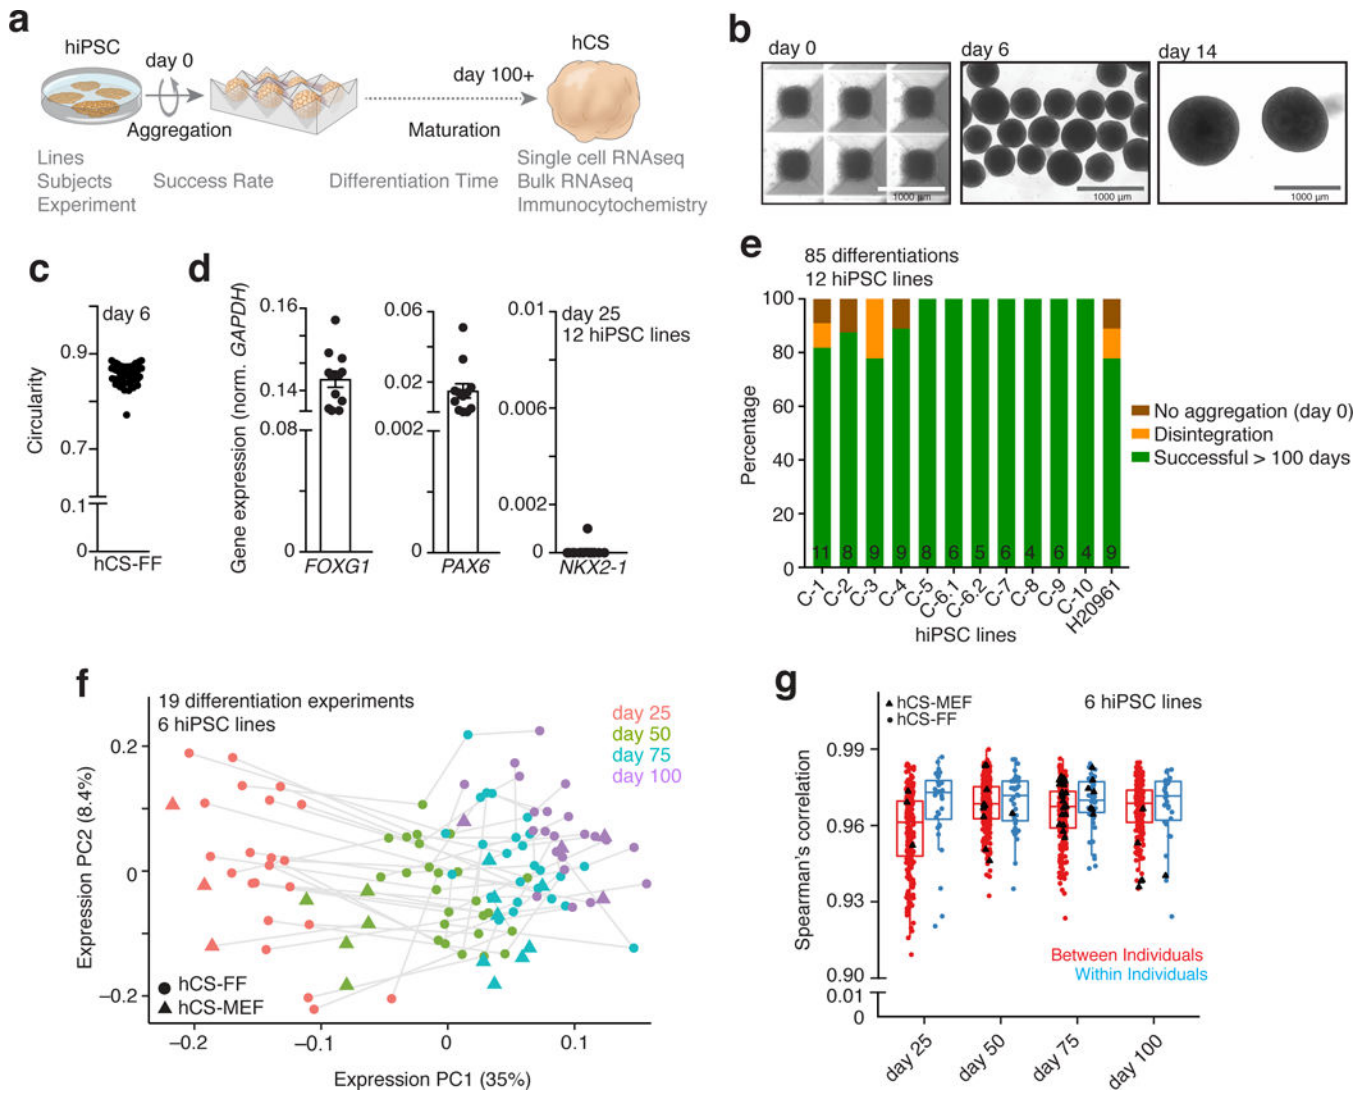 a
hiPSC
day 0
Aggregation
day 100+
Maturation
hCS
Lines
Subjects
Experiment
Success Rate
Differentiation Time
Single cell RNAseq
Bulk RNAseq
Immunocytochemistry
b
day 0
day 6
day 14
1000 µm
1000 µm
1000 µm
c
day 6
Circularity
0.9
0.7
0.1
0
hCS-FF
d
Gene expression (norm. GAPDH)
0.16
0.14
0.08
0
FOXG1
0.06
0.02
0.002
0
PAX6
0.01
0.006
0.002
0
NKX2-1
day 25
12 hiPSC lines
e
85 differentiations
12 hiPSC lines
Percentage
100
80
60
40
20
0
11 8 9 9 8 6 5 6 4 6 4 9
C-1 C-2 C-3 C-4 C-5 C-6.1 C-6.2 C-7 C-8 C-9 C-10 H20961
hiPSC lines
No aggregation (day 0)
Disintegration
Successful > 100 days
f
19 differentiation experiments
6 hiPSC lines
day 25
day 50
day 75
day 100
Expression PC2 (8.4%)
0.2
0
−0.2
hCS-FF
hCS-MEF
−0.2 −0.1 0 0.1
Expression PC1 (35%)
g
hCS-MEF
hCS-FF
6 hiPSC lines
Spearman's correlation
0.99
0.96
0.93
0.90
0.01
0
Between Individuals
Within Individuals
day 25 day 50 day 75 day 100